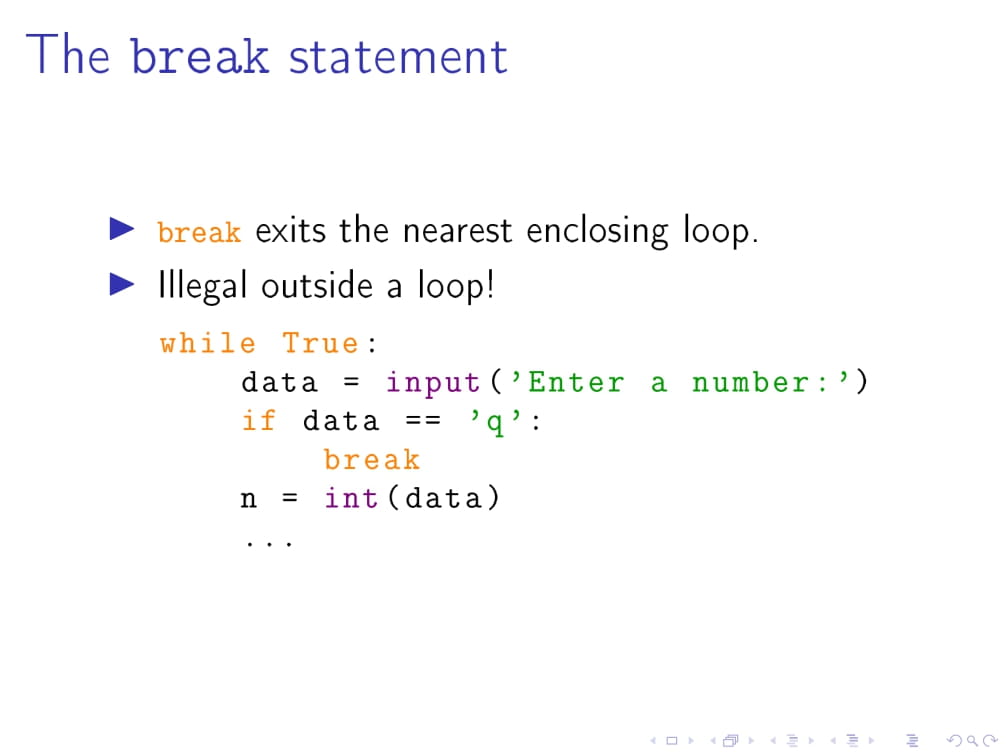 The break statement
break exits the nearest enclosing loop.
Illegal outside a loop!
while True:
    data = input('Enter a number:')
    if data == 'q':
        break
    n = int(data)
    ...